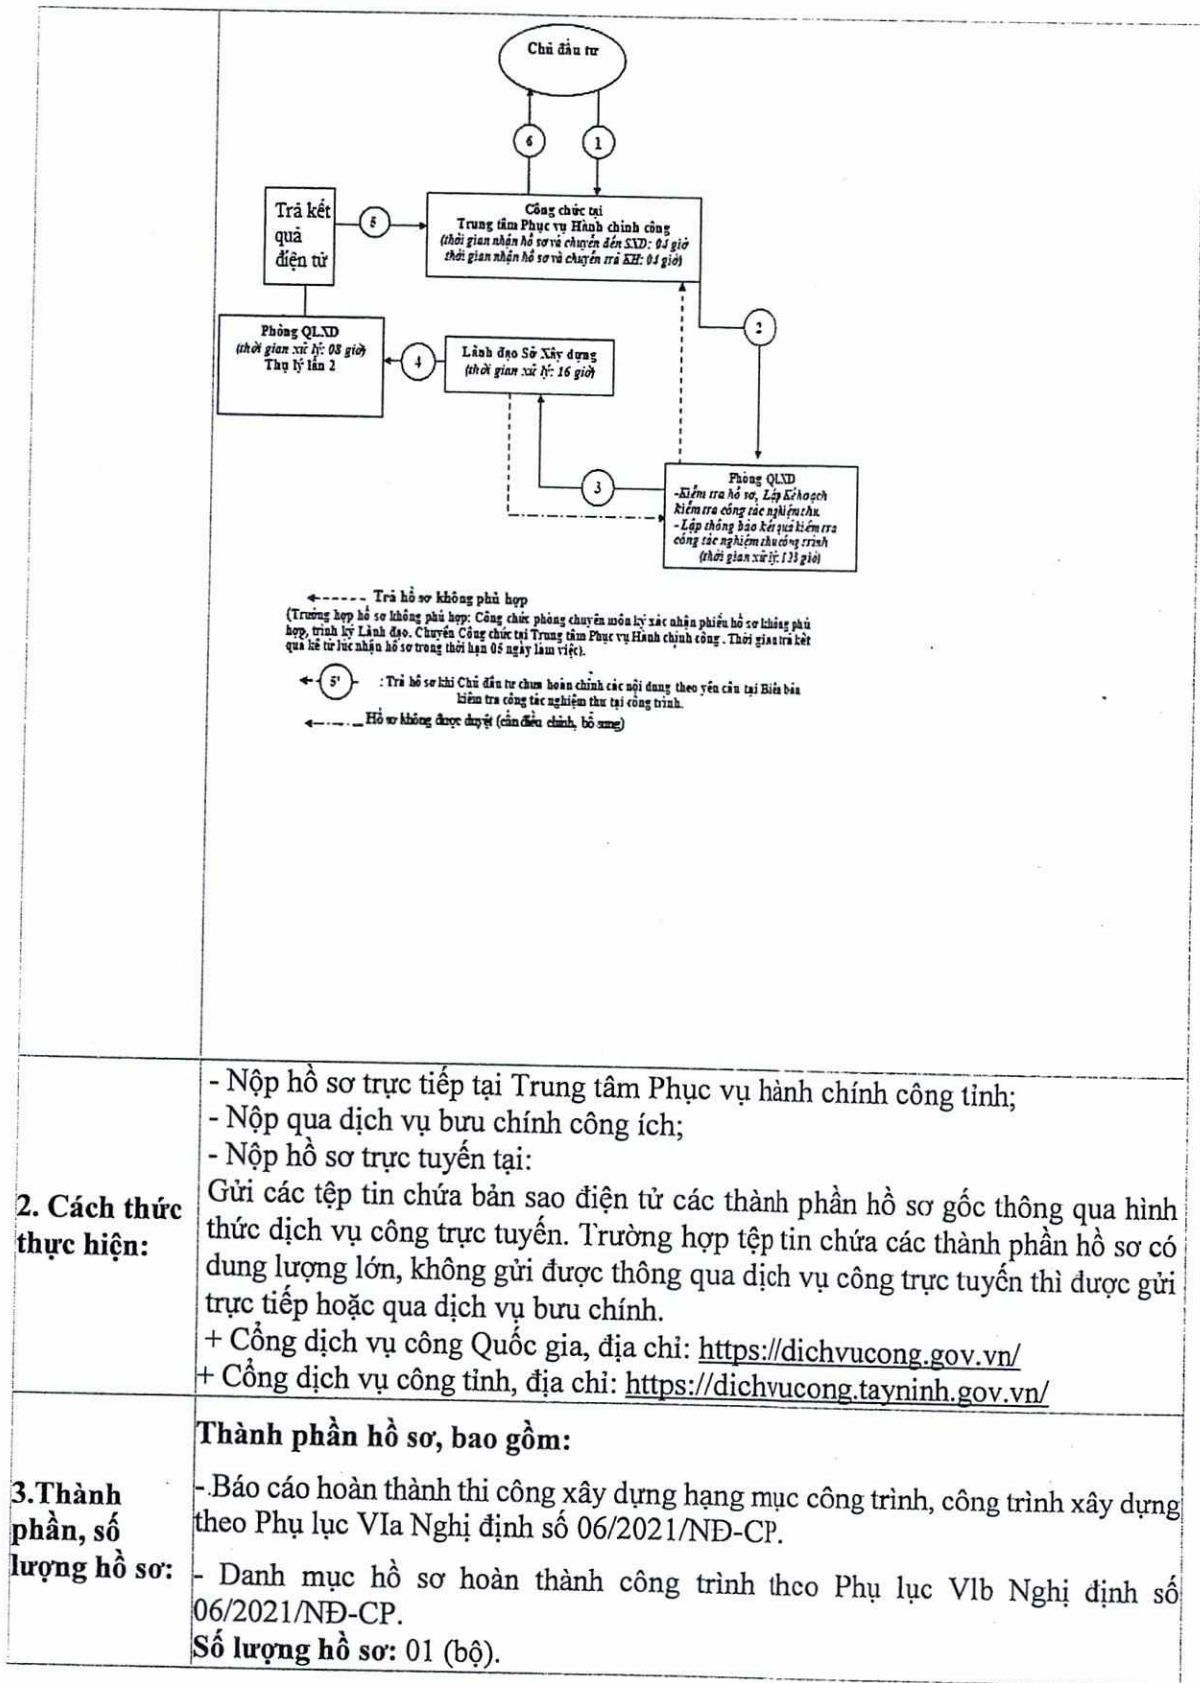 Chủ đầu tư
6
1
Trả kết
quả
điện tử
5
Công chức tại
Trung tâm Phục vụ Hành chính công
(thời gian nhận hồ sơ và chuyển đến SXD: 04 giờ
thời gian nhận hồ sơ và chuyển trả KH: 04 giờ)
2
Phòng QLXD
(thời gian xử lý: 08 giờ)
Thụ lý lần 2
4
Lãnh đạo Sở Xây dựng
(thời gian xử lý: 16 giờ)
3
Phòng QLXD
-Kiểm tra hồ sơ, Lập Kế hoạch
kiểm tra công tác nghiệm thu.
- Lập thông báo kết quả kiểm tra
công tác nghiệm thu công trình
(thời gian xử lý: giờ)
Trả hồ sơ không phù hợp
(Trường hợp hồ sơ không phù hợp: Công chức phòng chuyên môn ký xác nhận phiếu hồ sơ không phù
hợp, trình ký Lãnh đạo. Chuyển Công chức tại Trung tâm Phục vụ Hành chính công . Thời gian trả kết
quả kể từ lúc nhận hồ sơ trong thời hạn 05 ngày làm việc).
5' : Trả hồ sơ khi Chủ đầu tư chưa hoàn chỉnh các nội dung theo yêu cầu tại Biên bản
kiểm tra công tác nghiệm thu tại công trình.
Hồ sơ không được duyệt (cần điều chỉnh, bổ sung)
2. Cách thức
thực hiện:
- Nộp hồ sơ trực tiếp tại Trung tâm Phục vụ hành chính công tỉnh;
- Nộp qua dịch vụ bưu chính công ích;
- Nộp hồ sơ trực tuyến tại:
Gửi các tệp tin chứa bản sao điện tử các thành phần hồ sơ gốc thông qua hình
thức dịch vụ công trực tuyến. Trường hợp tệp tin chứa các thành phần hồ sơ có
dung lượng lớn, không gửi được thông qua dịch vụ công trực tuyến thì được gửi
trực tiếp hoặc qua dịch vụ bưu chính.
+ Cổng dịch vụ công Quốc gia, địa chỉ: https://dichvucong.gov.vn/
+ Cổng dịch vụ công tỉnh, địa chỉ: https://dichvucong.tayninh.gov.vn/
3.Thành
phần, số
lượng hồ sơ:
Thành phần hồ sơ, bao gồm:
- Báo cáo hoàn thành thi công xây dựng hạng mục công trình, công trình xây dựng
theo Phụ lục VIa Nghị định số 06/2021/NĐ-CP.
- Danh mục hồ sơ hoàn thành công trình theo Phụ lục VIb Nghị định số
06/2021/NĐ-CP.
Số lượng hồ sơ: 01 (bộ).